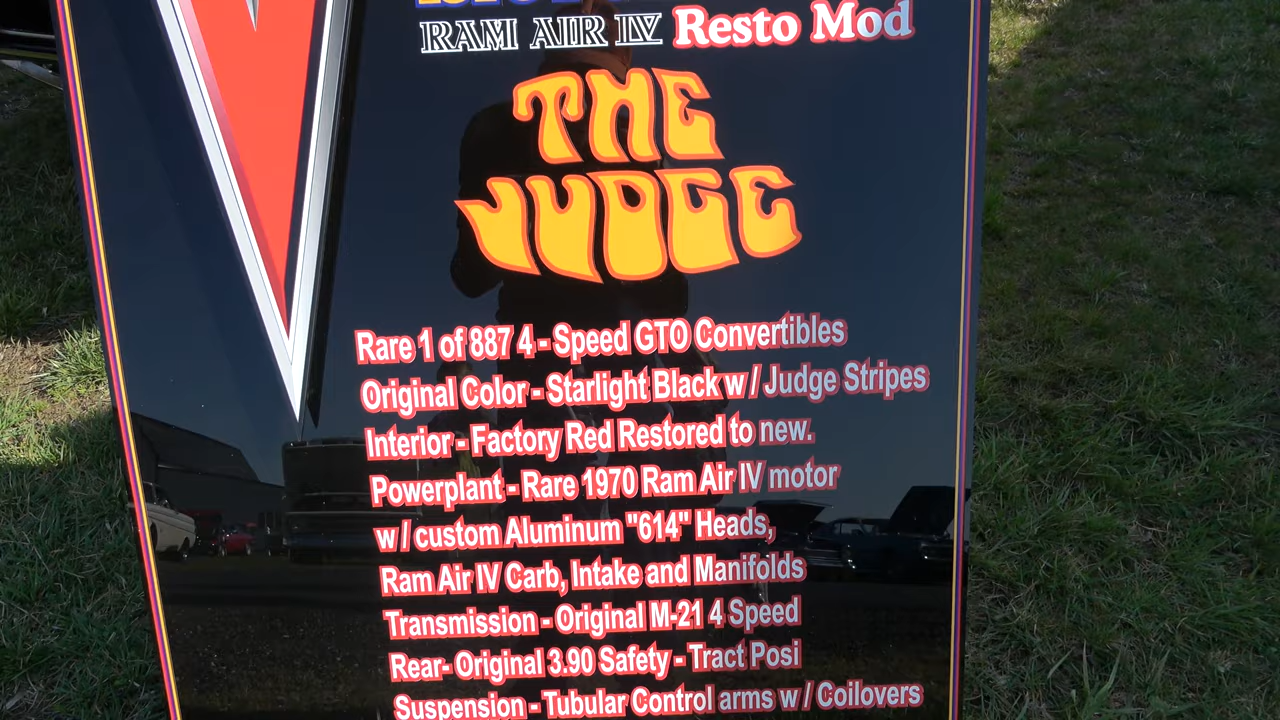 RAM AIR IV Resto Mod
THE
JUDGE
Rare 1 of 887 4 - Speed GTO Convertibles
Original Color - Starlight Black w / Judge Stripes
Interior - Factory Red Restored to new.
Powerplant - Rare 1970 Ram Air IV motor
w / custom Aluminum "614" Heads,
Ram Air IV Carb, Intake and Manifolds
Transmission - Original M-21 4 Speed
Rear- Original 3.90 Safety - Tract Posi
Suspension - Tubular Control arms w / Coilovers